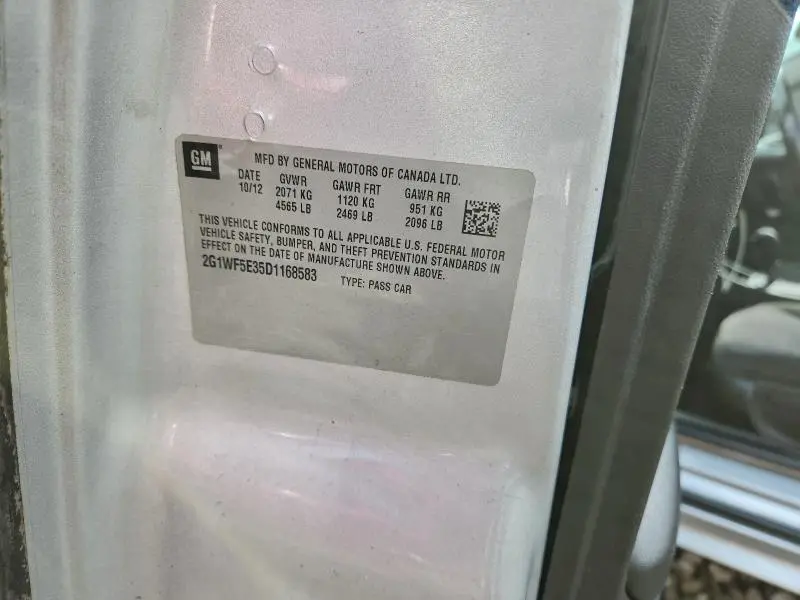 GM
MFD BY GENERAL MOTORS OF CANADA LTD.
DATE GVWR GAWR FRT GAWR RR
10/12 2071 KG 1120 KG 951 KG
4565 LB 2469 LB 2096 LB
THIS VEHICLE CONFORMS TO ALL APPLICABLE U.S. FEDERAL MOTOR
VEHICLE SAFETY, BUMPER, AND THEFT PREVENTION STANDARDS IN
EFFECT ON THE DATE OF MANUFACTURE SHOWN ABOVE.
2G1WF5E35D1168583 TYPE: PASS CAR